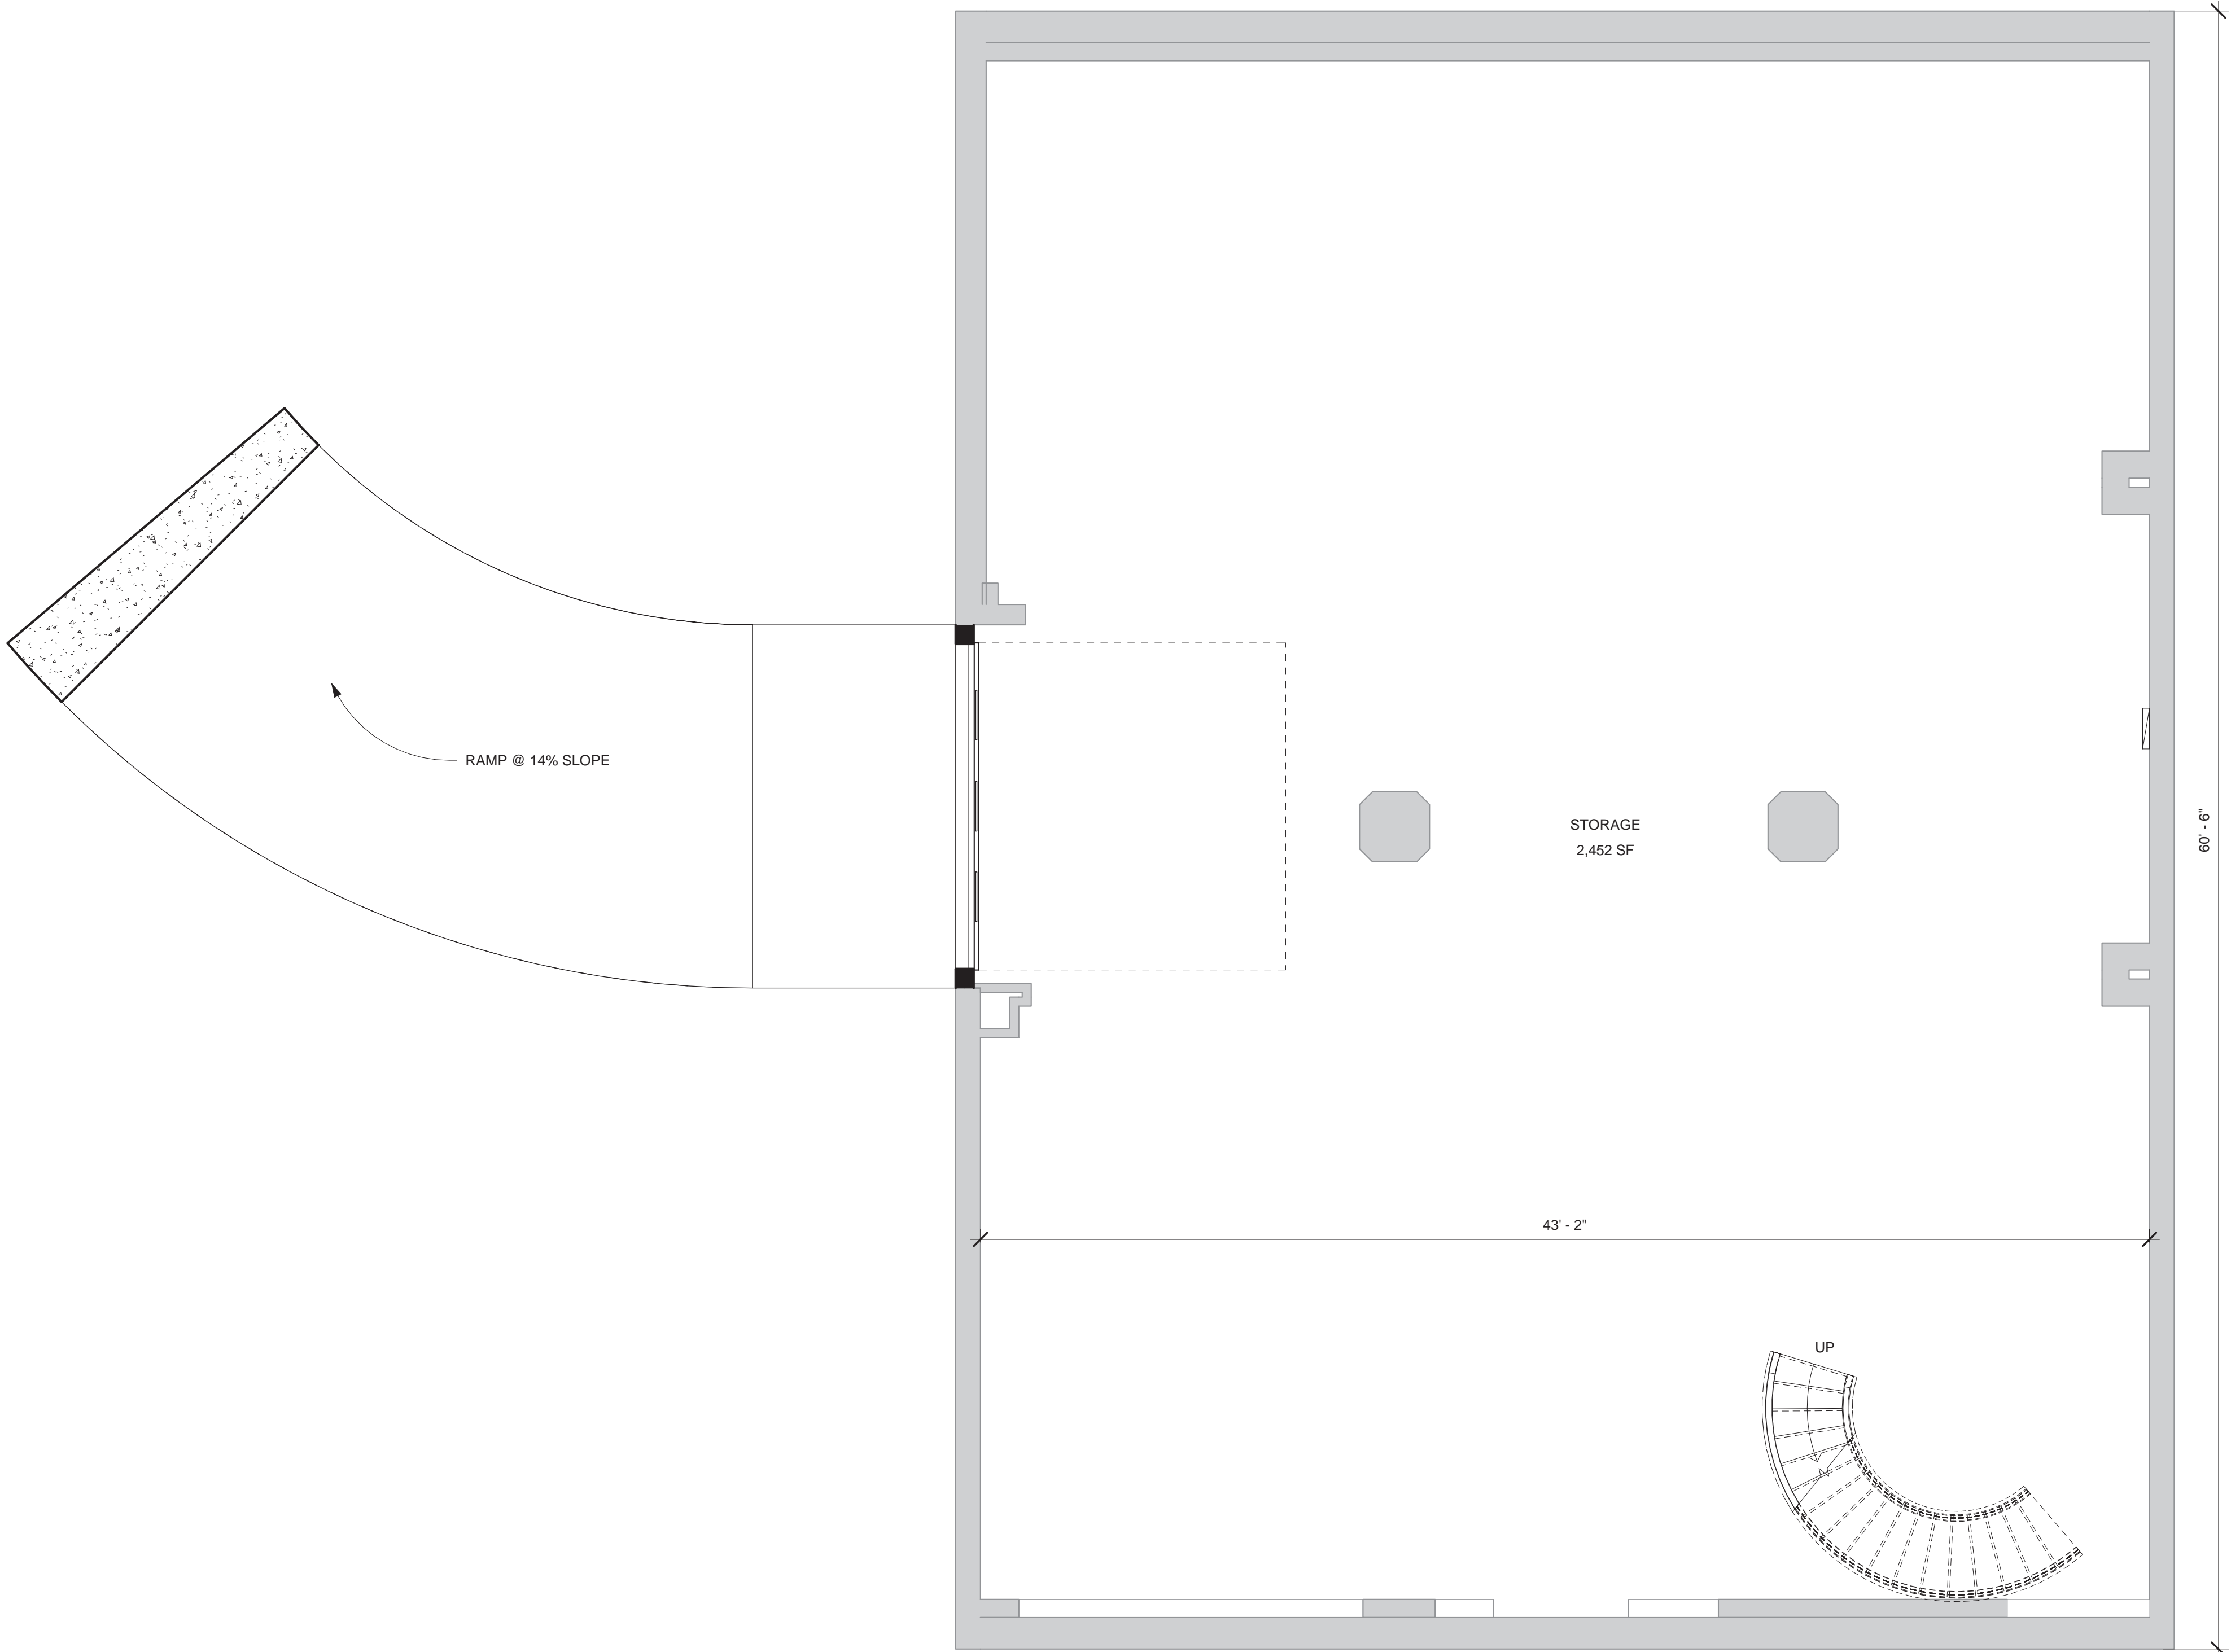 RAMP @ 14% SLOPE
STORAGE
2,452 SF
60' - 6"
43' - 2"
UP